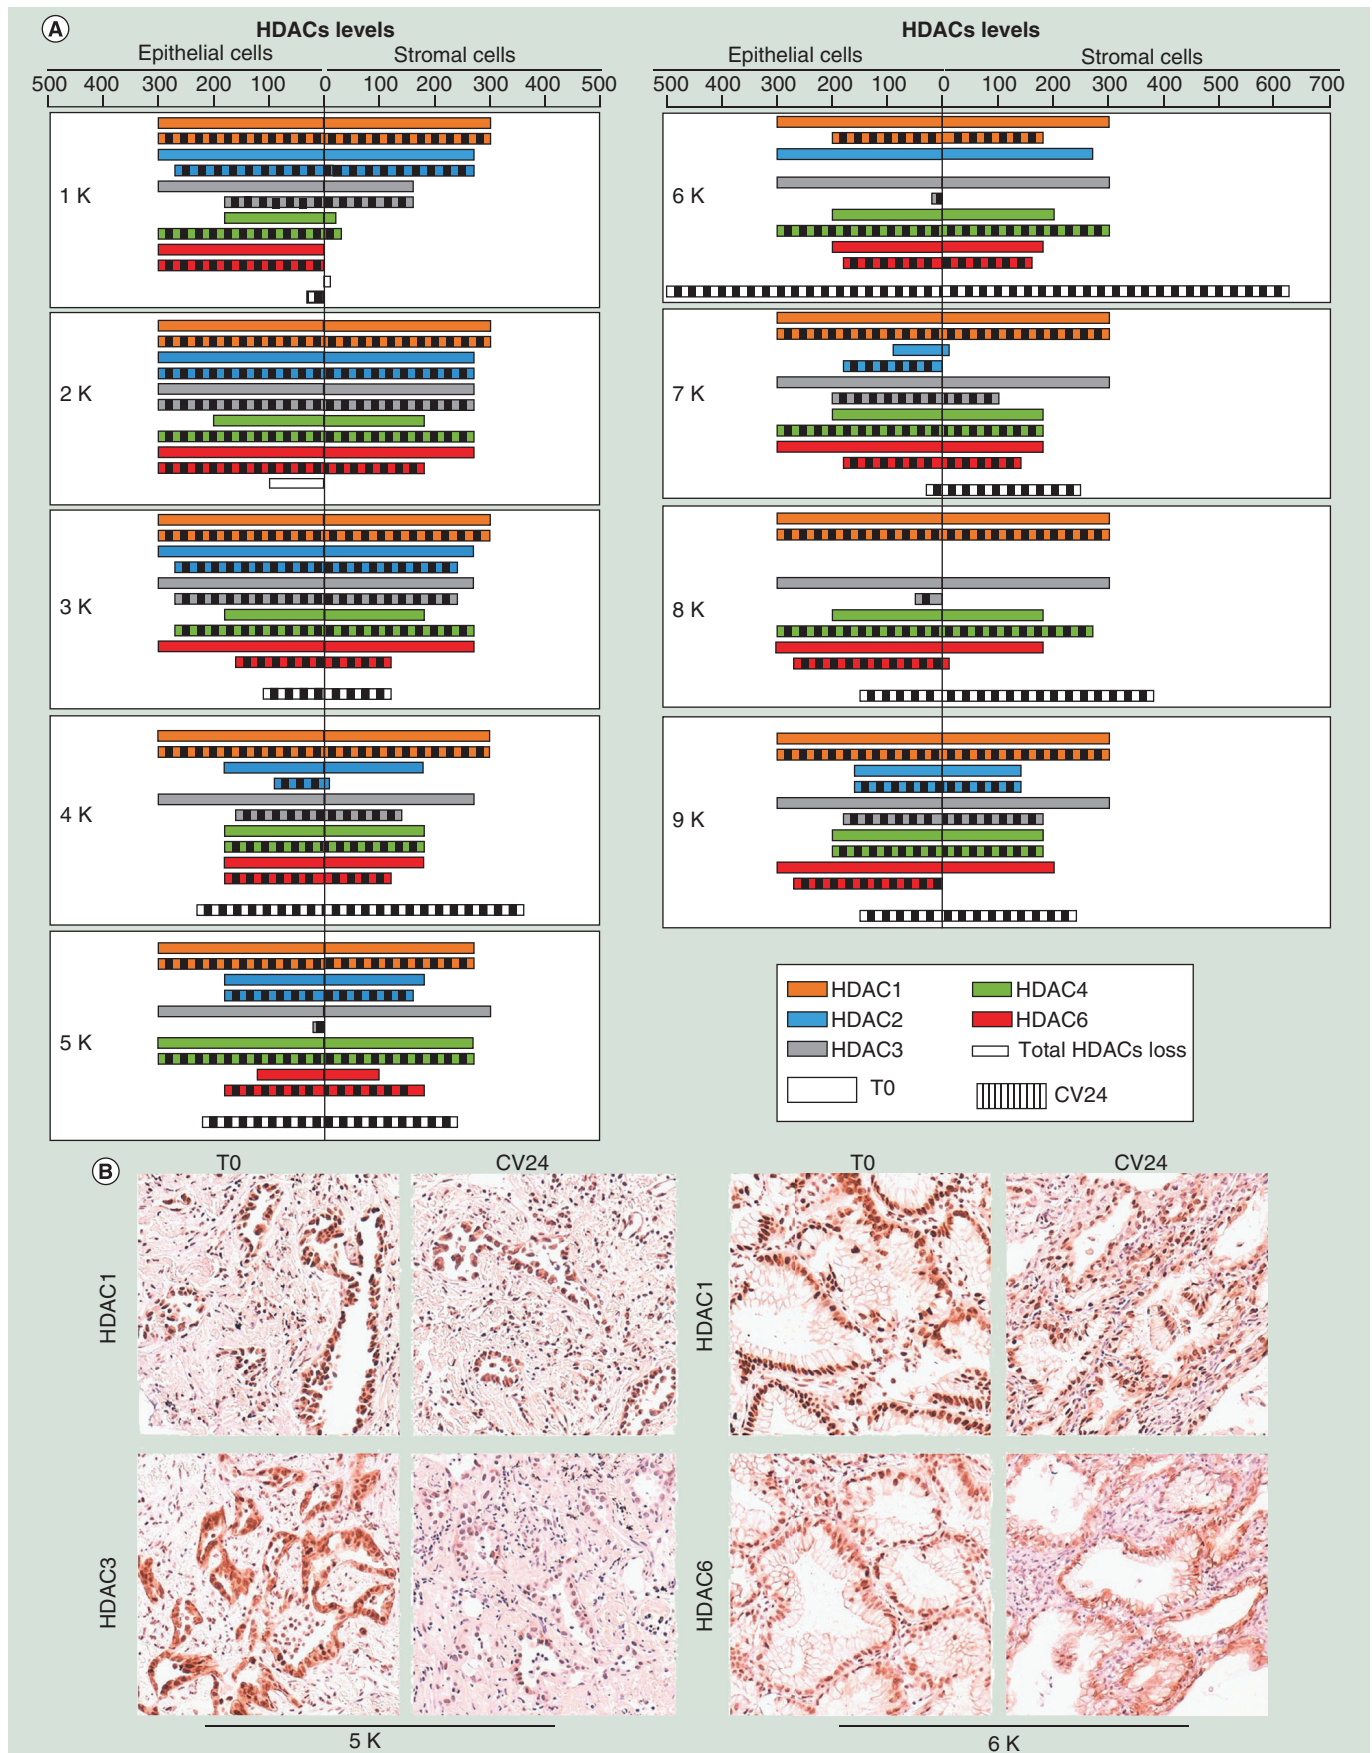 A
HDACs levels
Epithelial cells Stromal cells
500 400 300 200 100 0 100 200 300 400 500
1 K
2 K
3 K
4 K
5 K
HDACs levels
Epithelial cells Stromal cells
500 400 300 200 100 0 100 200 300 400 500 600 700
6 K
7 K
8 K
9 K
HDAC1 HDAC4
HDAC2 HDAC6
HDAC3 Total HDACs loss
T0 CV24
B
T0 CV24 T0 CV24
HDAC1 HDAC1
HDAC3 HDAC6
5 K 6 K